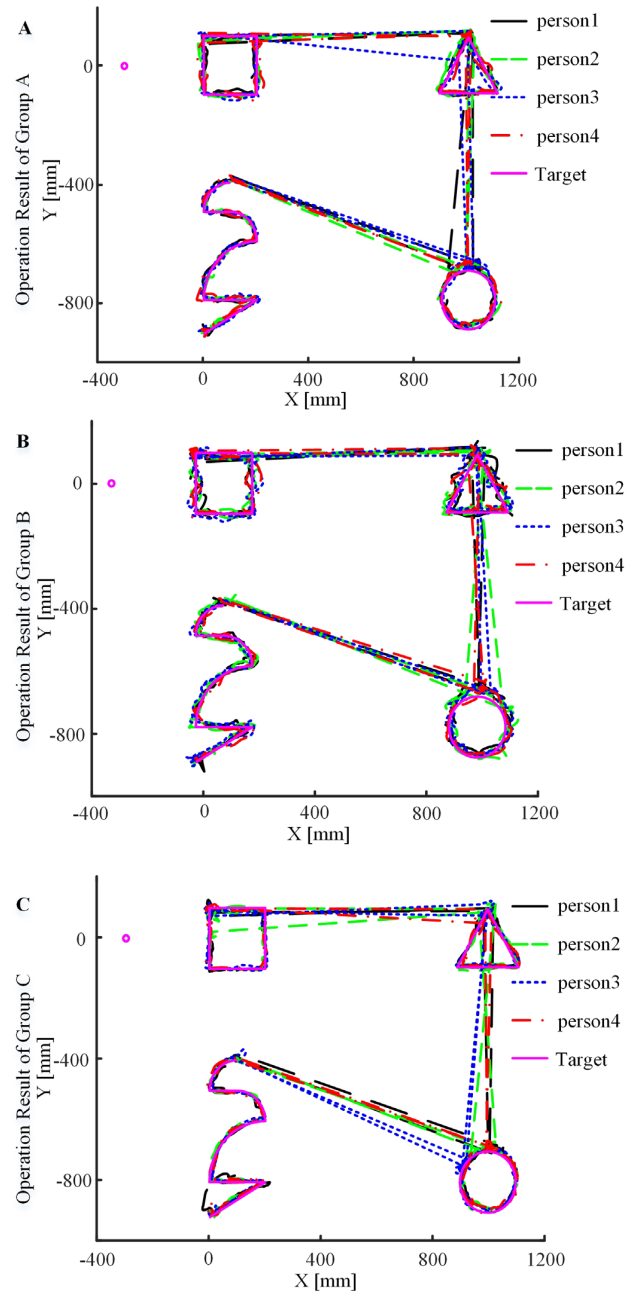 A
Operation Result of Group A
Y [mm]
0
-400
-800
-400
0
400
800
1200
X [mm]
person1
person2
person3
person4
Target
B
Operation Result of Group B
Y [mm]
0
-400
-800
-400
0
400
800
1200
X [mm]
person1
person2
person3
person4
Target
C
Operation Result of Group C
Y [mm]
0
-400
-800
-400
0
400
800
1200
X [mm]
person1
person2
person3
person4
Target